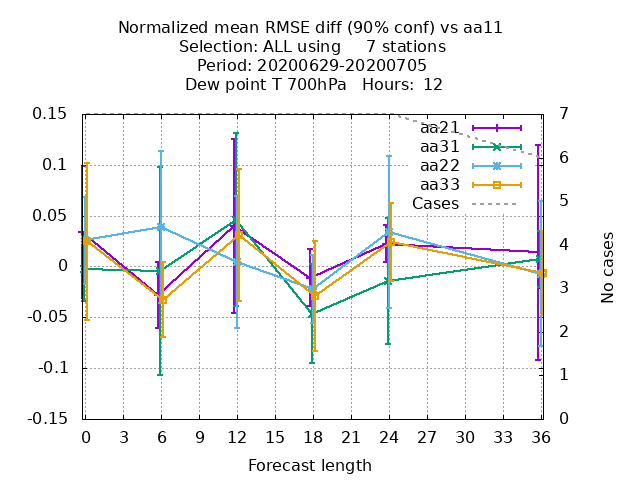 Normalized mean RMSE diff (90% conf) vs aa11
Selection: ALL using 7 stations
Period: 20200629-20200705
Dew point T 700hPa Hours: 12
0.15
0.1
0.05
0
-0.05
-0.1
-0.15
7
6
5
4
3
2
1
0
No cases
aa21
aa31
aa22
aa33
Cases
0 3 6 9 12 15 18 21 24 27 30 33 36
Forecast length